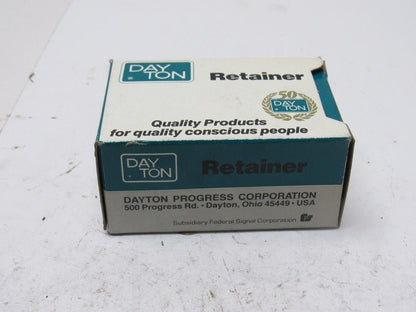 DAY
TON
Retainer
50
DAY
TON
Quality Products
for quality conscious people
DAY
TON
Retainer
DAYTON PROGRESS CORPORATION
500 Progress Rd. • Dayton, Ohio 45449 • USA
Subsidiary Federal Signal Corporation